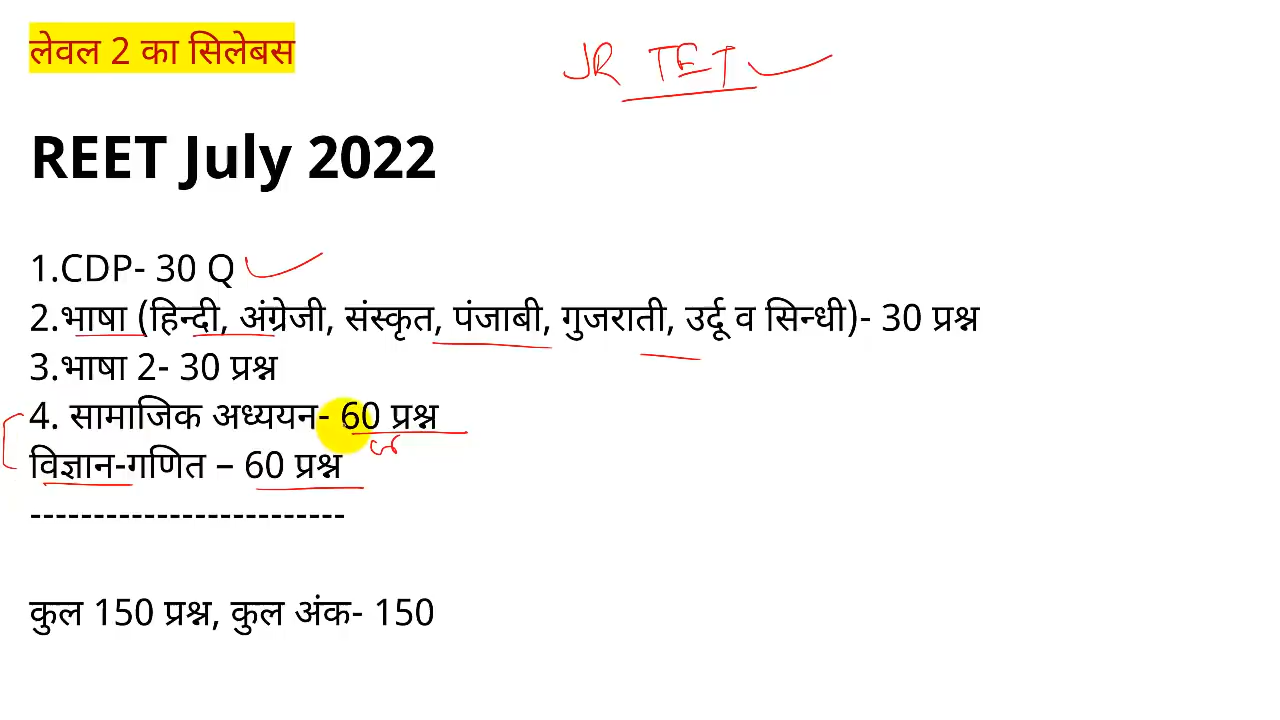 लेवल 2 का सिलेबस
JR TET
REET July 2022
1.CDP- 30 Q
2.भाषा (हिन्दी, अंग्रेजी, संस्कृत, पंजाबी, गुजराती, उर्दू व सिन्धी)- 30 प्रश्न
3.भाषा 2- 30 प्रश्न
4. सामाजिक अध्ययन- 60 प्रश्न
विज्ञान-गणित – 60 प्रश्न
-------------------------
कुल 150 प्रश्न, कुल अंक- 150